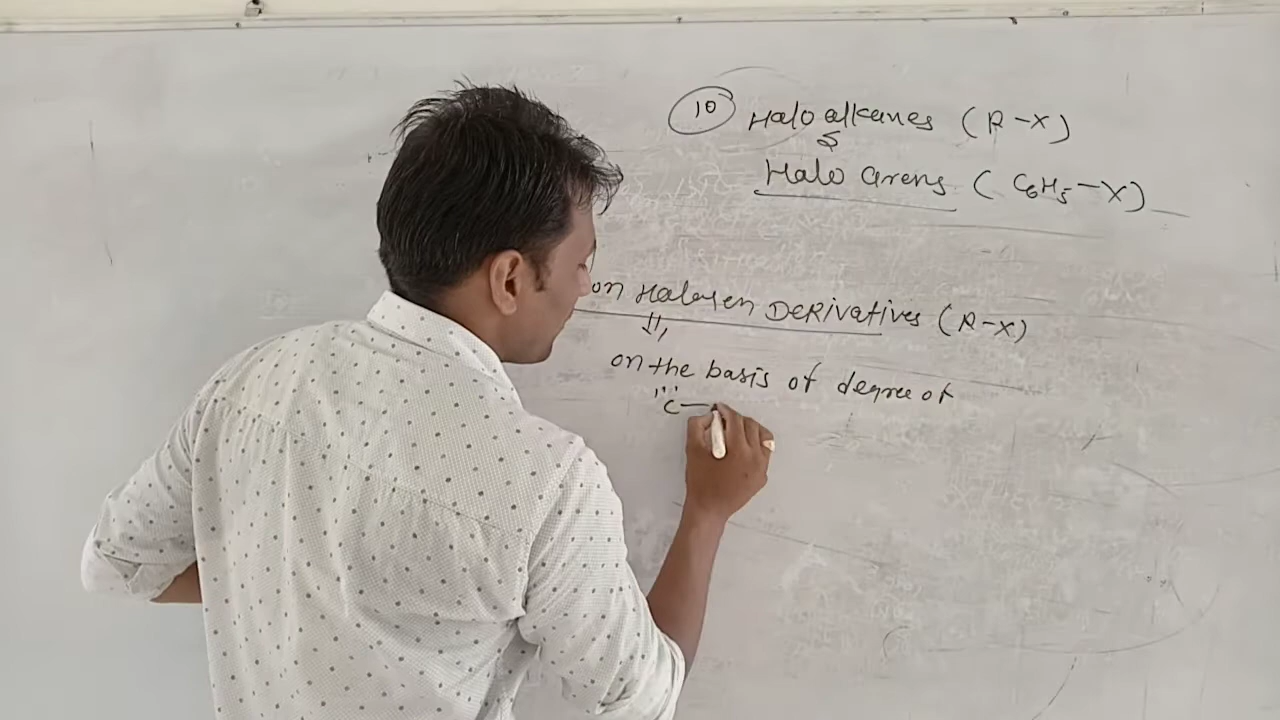 10 Halo alkanes (R-X)
&
Halo arens (C6H5-X)
on Halogen DERivatives (R-X)
on the basis of degree of
"C-